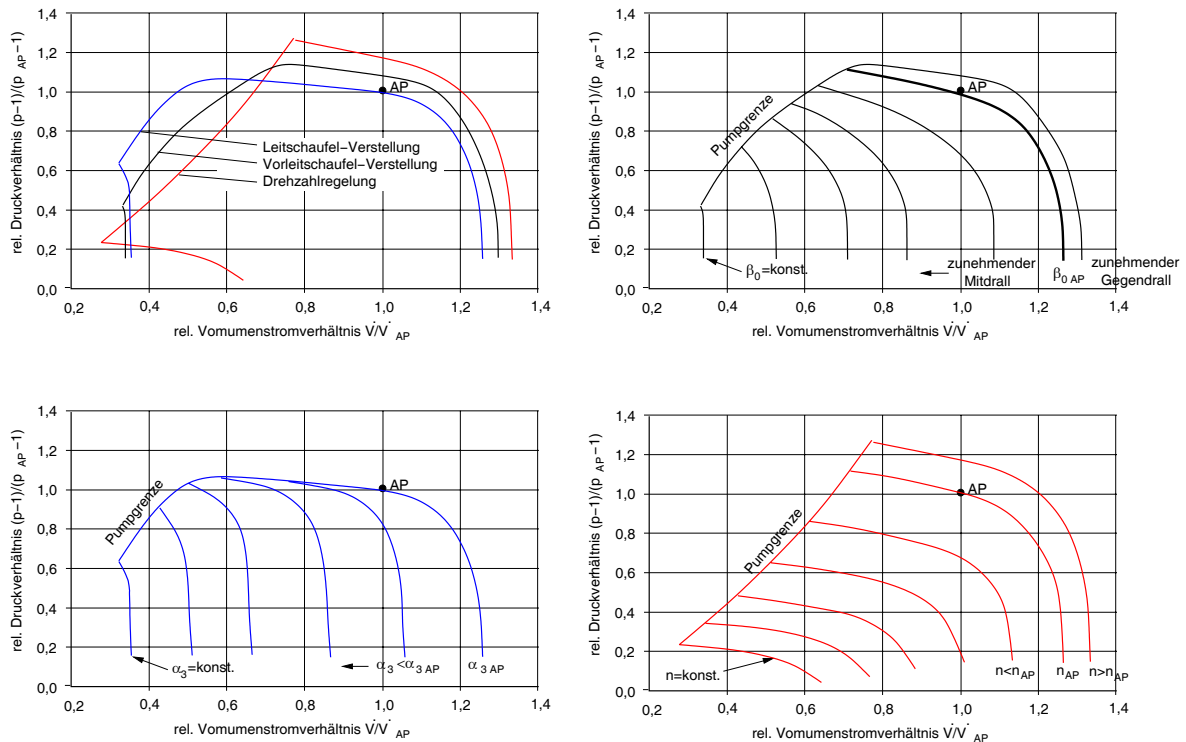 rel. Druckverhältnis (p−1)/(p AP −1)
1,4
1,2
1,0
0,8
0,6
0,4
0,2
0,0
0,2 0,4 0,6 0,8 1,0 1,2 1,4
AP
Leitschaufel−Verstellung
Vorleitschaufel−Verstellung
Drehzahlregelung
rel. Vomumenstromverhältnis V̇/V̇ AP
rel. Druckverhältnis (p−1)/(p AP −1)
1,4
1,2
1,0
0,8
0,6
0,4
0,2
0,0
0,2 0,4 0,6 0,8 1,0 1,2 1,4
Pumpgrenze
AP
β0=konst.
zunehmender
Mitdrall
β0 AP
zunehmender
Gegendrall
rel. Vomumenstromverhältnis V̇/V̇ AP
rel. Druckverhältnis (p−1)/(p AP −1)
1,4
1,2
1,0
0,8
0,6
0,4
0,2
0,0
0,2 0,4 0,6 0,8 1,0 1,2 1,4
Pumpgrenze
AP
α3=konst.
α3 <α3 AP
α3 AP
rel. Vomumenstromverhältnis V̇/V̇ AP
rel. Druckverhältnis (p−1)/(p AP −1)
1,4
1,2
1,0
0,8
0,6
0,4
0,2
0,0
0,2 0,4 0,6 0,8 1,0 1,2 1,4
Pumpgrenze
AP
n=konst.
n<nAP
nAP
n>nAP
rel. Vomumenstromverhältnis V̇/V̇ AP